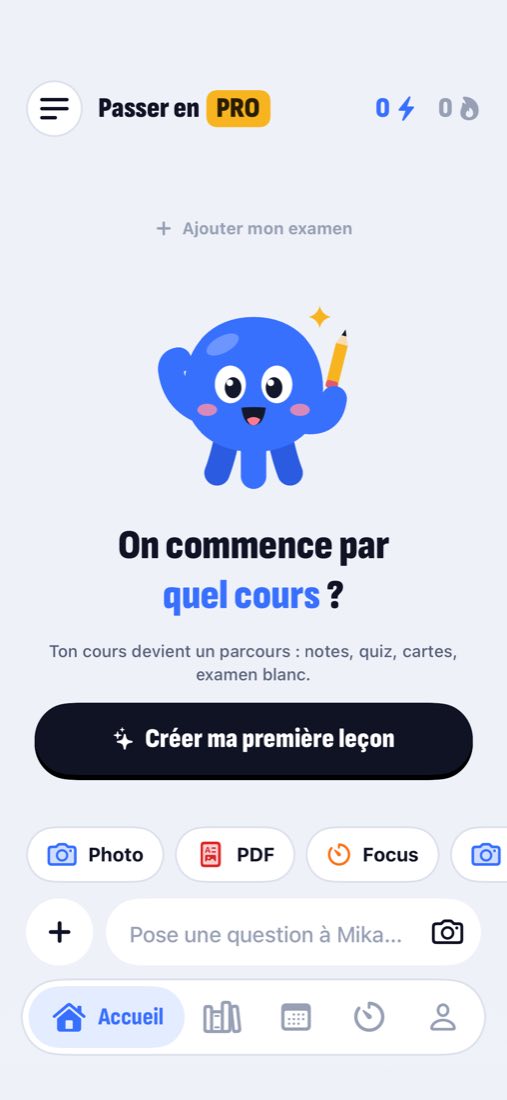 Passer en PRO
0 0
+ Ajouter mon examen
On commence par
quel cours ?
Ton cours devient un parcours : notes, quiz, cartes,
examen blanc.
Créer ma première leçon
Photo PDF Focus
Pose une question à Mika...
Accueil